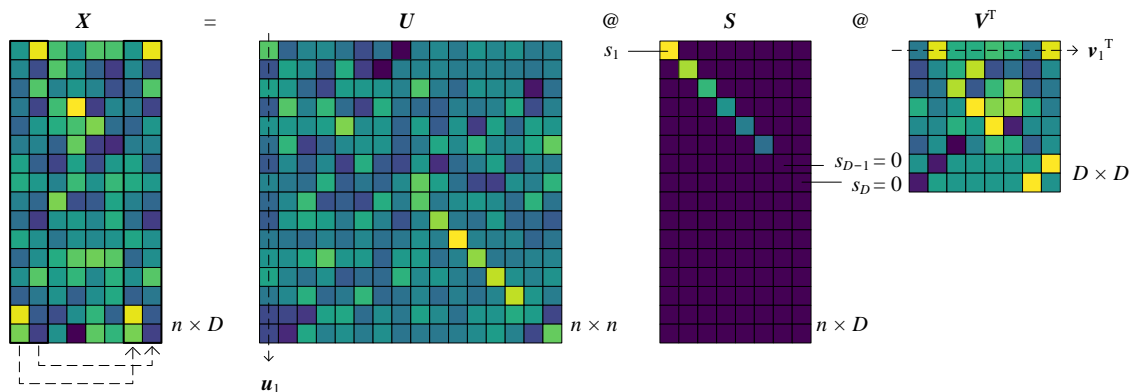 X = U @ S @ V^T
s_1
v_1^T
s_{D−1} = 0
s_D = 0
D × D
n × D
n × n
n × D
u_1